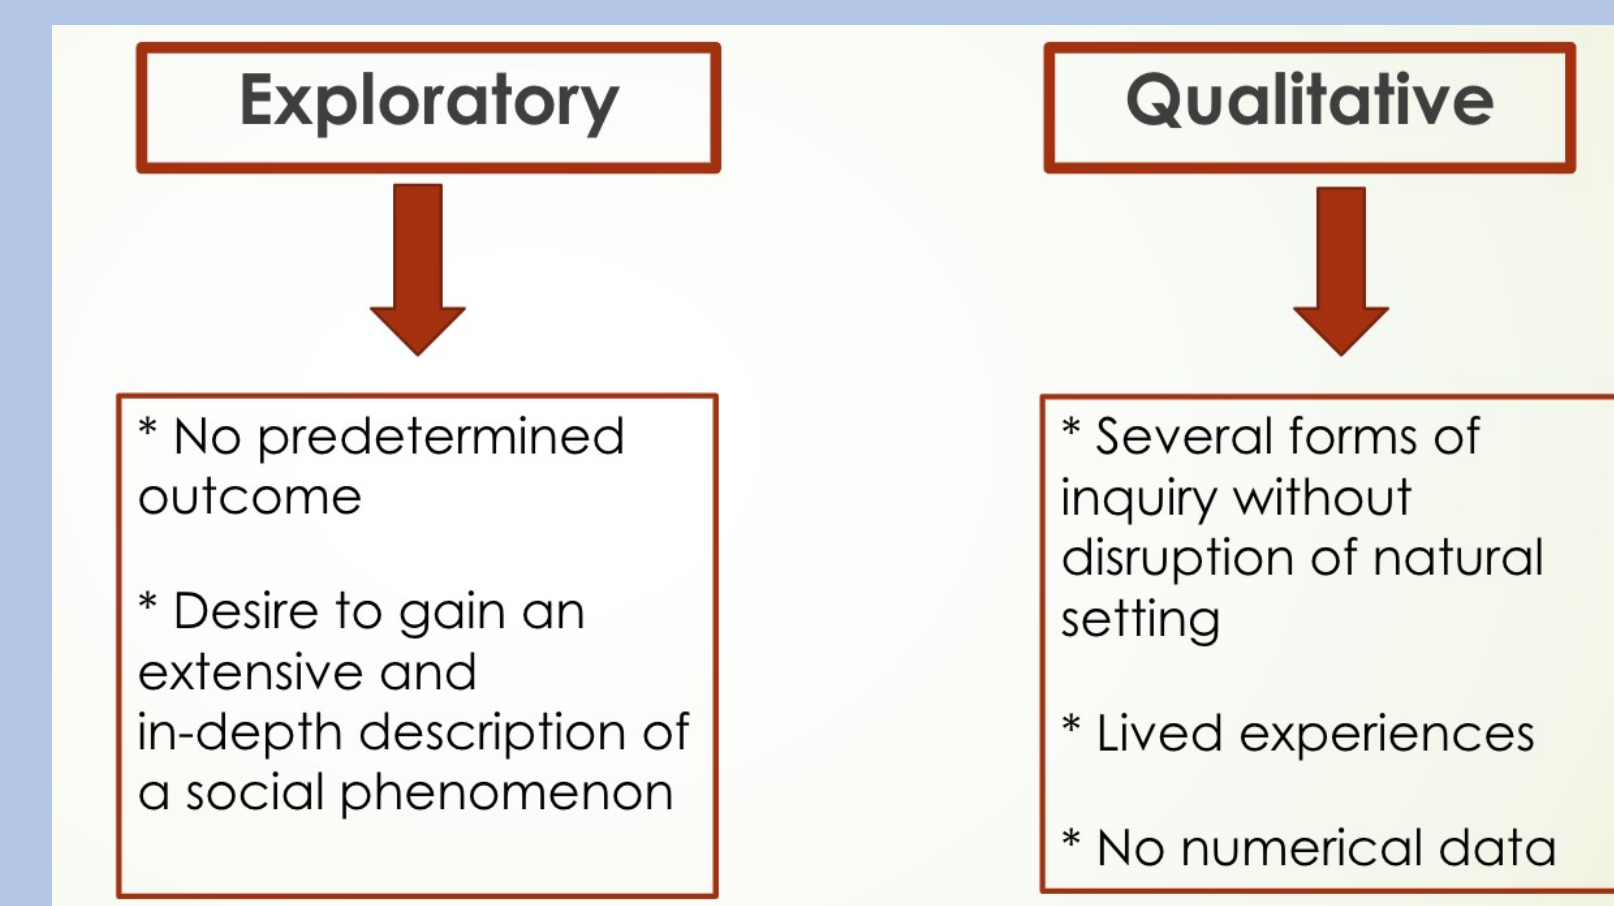 Exploratory
* No predetermined
outcome
* Desire to gain an
extensive and
in-depth description of
a social phenomenon
Qualitative
* Several forms of
inquiry without
disruption of natural
setting
* Lived experiences
* No numerical data